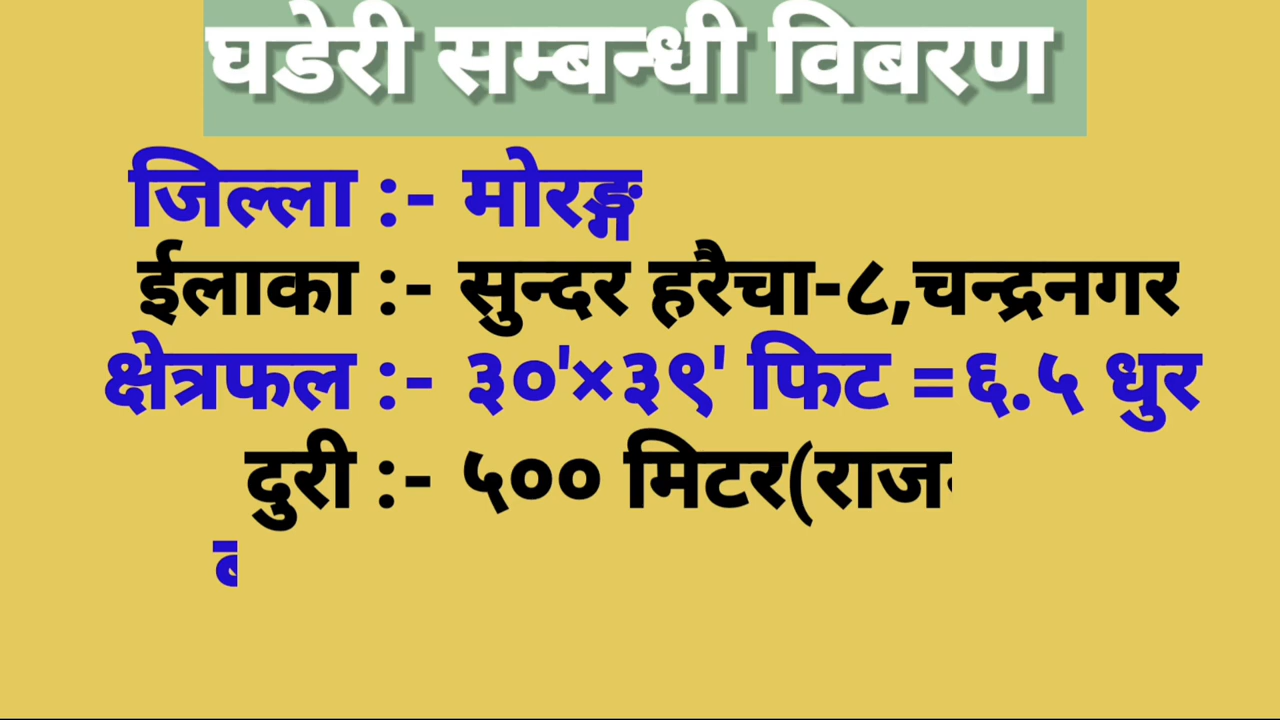 घडेरी सम्बन्धी विबरण
जिल्ला :- मोरङ्ग
ईलाका :- सुन्दर हरैचा-८,चन्द्रनगर
क्षेत्रफल :- ३०'×३९' फिट =६.५ धुर
दुरी :- ५०० मिटर(राज